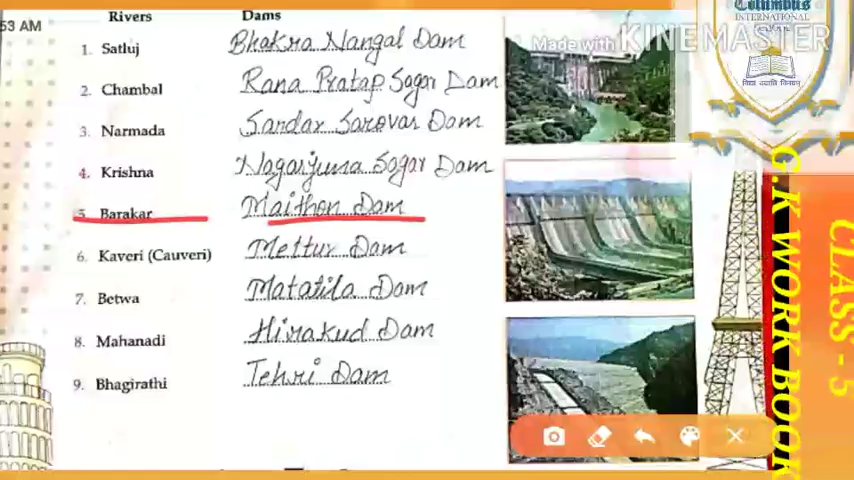 53 AM
Rivers Dams
1. Satluj Bhakra Nangal Dam
2. Chambal Rana Pratap Sagar Dam
3. Narmada Sardar Sarovar Dam
4. Krishna Nagarjuna Sagar Dam
5. Barakar Maithon Dam
6. Kaveri (Cauveri) Mettur Dam
7. Betwa Matatila Dam
8. Mahanadi Hirakud Dam
9. Bhagirathi Tehri Dam
Made with KINEMASTER
Columbus
INTERNATIONAL
CLASS - 5
G.K WORK BOOK